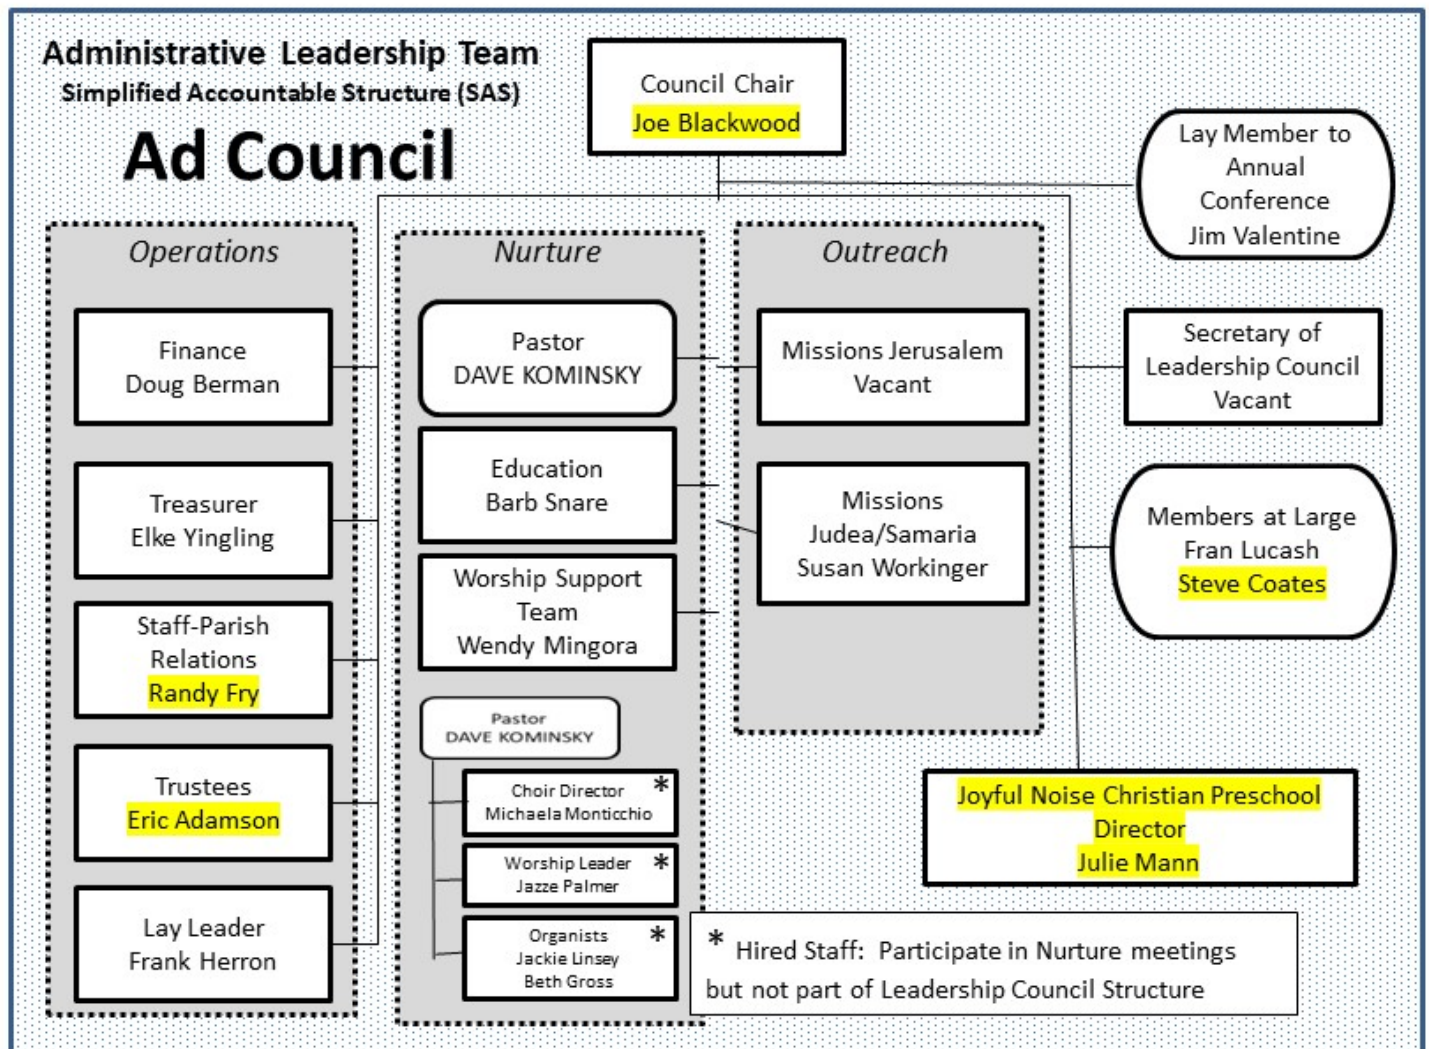 Administrative Leadership Team
Simplified Accountable Structure (SAS)
Ad Council
Council Chair
Joe Blackwood
Lay Member to
Annual
Conference
Jim Valentine
Operations
Finance
Doug Berman
Treasurer
Elke Yingling
Staff-Parish
Relations
Randy Fry
Trustees
Eric Adamson
Lay Leader
Frank Herron
Nurture
Pastor
DAVE KOMINSKY
Education
Barb Snare
Worship Support
Team
Wendy Mingora
Pastor
DAVE KOMINSKY
Choir Director *
Michaela Monticchio
Worship Leader *
Jazze Palmer
Organists *
Jackie Linsey
Beth Gross
Outreach
Missions Jerusalem
Vacant
Missions
Judea/Samaria
Susan Workinger
Secretary of
Leadership Council
Vacant
Members at Large
Fran Lucash
Steve Coates
Joyful Noise Christian Preschool
Director
Julie Mann
* Hired Staff: Participate in Nurture meetings
but not part of Leadership Council Structure